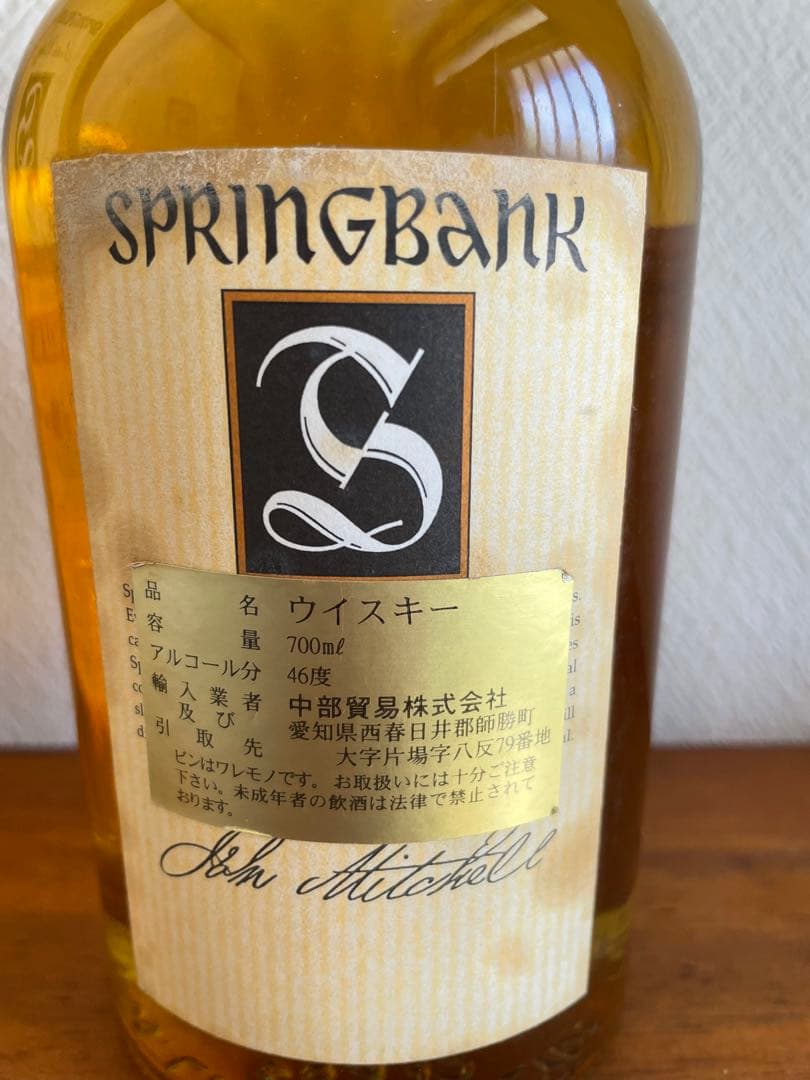 SPRINGBANK
S
品名 ウイスキー
容量 700mℓ
アルコール分 46度
輸入業者 中部貿易株式会社
及び 愛知県西春日井郡師勝町
引取先 大字片場字八反79番地
ビンはワレモノです。お取扱いには十分ご注意
下さい。未成年者の飲酒は法律で禁止されて
おります。
John Mitchell